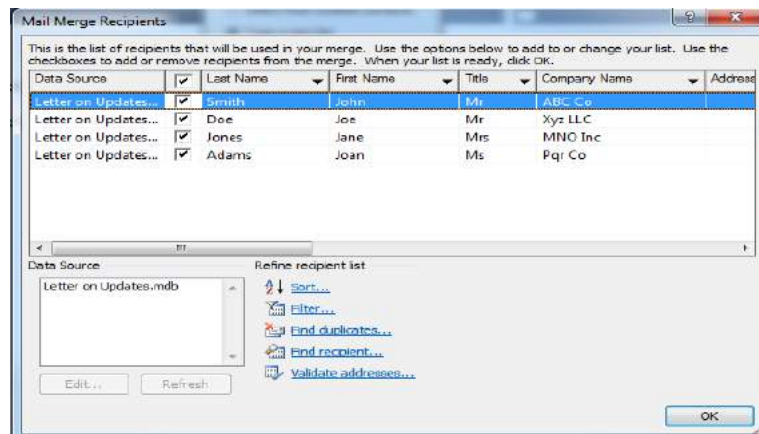 Mail Merge Recipients
This is the list of recipients that will be used in your merge. Use the options below to add to or change your list. Use the
checkboxes to add or remove recipients from the merge. When your list is ready, click OK.
Data Source Last Name First Name Title Company Name Address
Letter on Updates... Smith John Mr ABC Co
Letter on Updates... Doe Joe Mr Xyz LLC
Letter on Updates... Jones Jane Mrs MNO Inc
Letter on Updates... Adams Joan Ms Pqr Co
Data Source Refine recipient list
Letter on Updates.mdb
Sort...
Filter...
Find duplicates...
Find recipient...
Validate addresses...
Edit... Refresh
OK